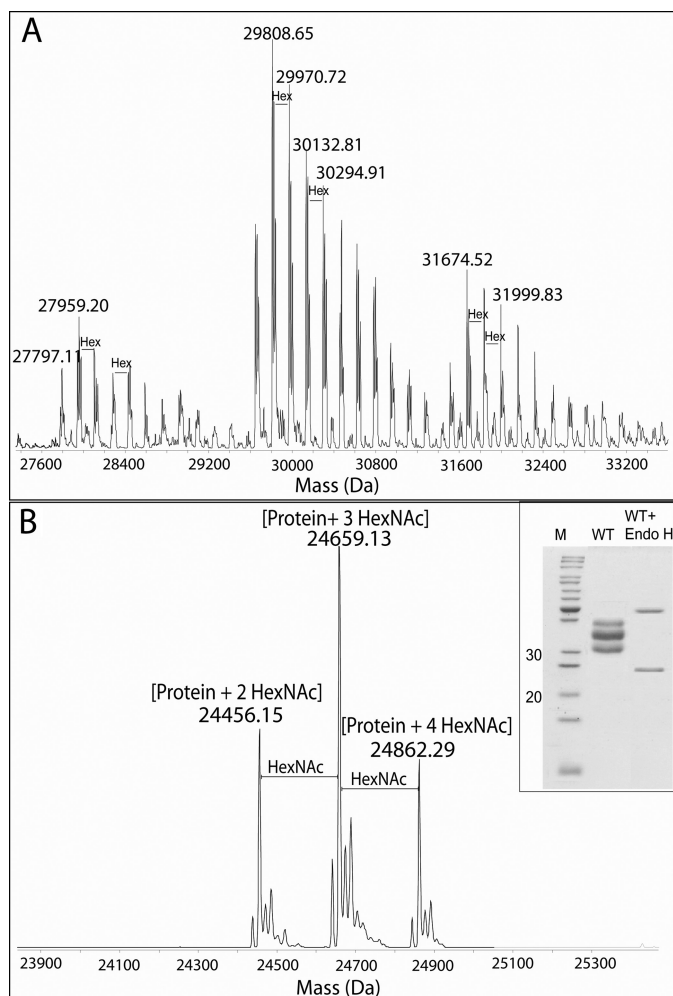 A
29808.65
29970.72
Hex
30132.81
30294.91
Hex
31674.52
31999.83
Hex
Hex
27959.20
27797.11
Hex
Hex
27600 28400 29200 30000 30800 31600 32400 33200
Mass (Da)
B
[Protein+ 3 HexNAc]
24659.13
[Protein + 2 HexNAc]
24456.15
[Protein + 4 HexNAc]
24862.29
HexNAc
HexNAc
WT+
M WT Endo H
30
20
23900 24100 24300 24500 24700 24900 25100 25300
Mass (Da)